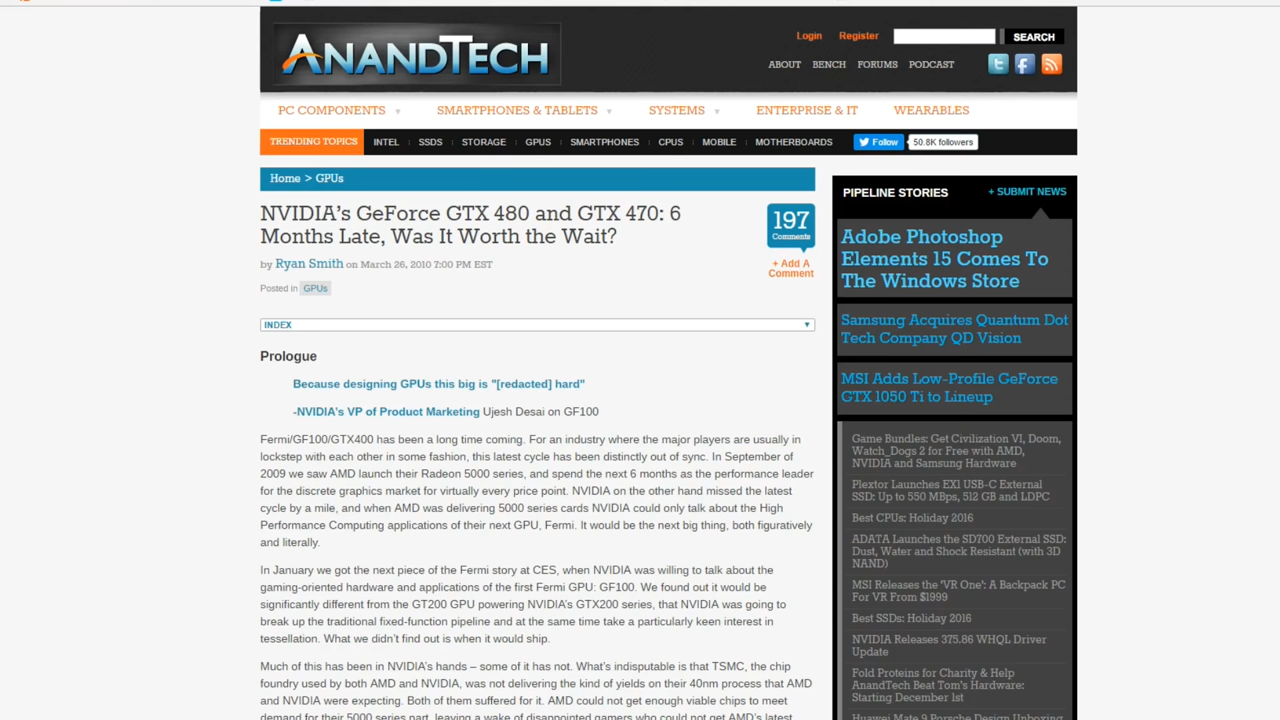 ANANDTECH
Login Register SEARCH
ABOUT BENCH FORUMS PODCAST
PC COMPONENTS SMARTPHONES & TABLETS SYSTEMS ENTERPRISE & IT WEARABLES
TRENDING TOPICS INTEL SSDS STORAGE GPUS SMARTPHONES CPUS MOBILE MOTHERBOARDS Follow 50.8K followers
Home > GPUs
NVIDIA's GeForce GTX 480 and GTX 470: 6
Months Late, Was It Worth the Wait?
by Ryan Smith on March 26, 2010 7:00 PM EST
Posted in GPUs
197
Comments
+ Add A
Comment
INDEX
Prologue
Because designing GPUs this big is "[redacted] hard"
-NVIDIA's VP of Product Marketing Ujesh Desai on GF100
Fermi/GF100/GTX400 has been a long time coming. For an industry where the major players are usually in
lockstep with each other in some fashion, this latest cycle has been distinctly out of sync. In September of
2009 we saw AMD launch their Radeon 5000 series, and spend the next 6 months as the performance leader
for the discrete graphics market for virtually every price point. NVIDIA on the other hand missed the latest
cycle by a mile, and when AMD was delivering 5000 series cards NVIDIA could only talk about the High
Performance Computing applications of their next GPU, Fermi. It would be the next big thing, both figuratively
and literally.
In January we got the next piece of the Fermi story at CES, when NVIDIA was willing to talk about the
gaming-oriented hardware and applications of the first Fermi GPU: GF100. We found out it would be
significantly different from the GT200 GPU powering NVIDIA's GTX200 series, that NVIDIA was going to
break up the traditional fixed-function pipeline and at the same time take a particularly keen interest in
tessellation. What we didn't find out is when it would ship.
Much of this has been in NVIDIA's hands – some of it has not. What's indisputable is that TSMC, the chip
foundry used by both AMD and NVIDIA, was not delivering the kind of yields on their 40nm process that AMD
and NVIDIA were expecting. Both of them suffered for it. AMD could not get enough viable chips to meet
demand for their 5000 series part, leaving a wake of disappointed gamers who could not get AMD's latest
PIPELINE STORIES + SUBMIT NEWS
Adobe Photoshop
Elements 15 Comes To
The Windows Store
Samsung Acquires Quantum Dot
Tech Company QD Vision
MSI Adds Low-Profile GeForce
GTX 1050 Ti to Lineup
Game Bundles: Get Civilization VI, Doom,
Watch_Dogs 2 for Free with AMD,
NVIDIA and Samsung Hardware
Plextor Launches EX1 USB-C External
SSD: Up to 550 MBps, 512 GB and LDPC
Best CPUs: Holiday 2016
ADATA Launches the SD700 External SSD:
Dust, Water and Shock Resistant (with 3D
NAND)
MSI Releases the 'VR One': A Backpack PC
For VR From $1999
Best SSDs: Holiday 2016
NVIDIA Releases 375.86 WHQL Driver
Update
Fold Proteins for Charity & Help
AnandTech Beat Tom's Hardware:
Starting December 1st
Huawei Mate 9 Porsche Design Unboxing